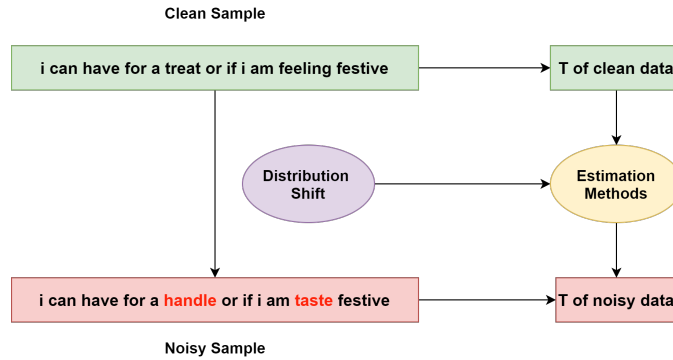 Clean Sample
i can have for a treat or if i am feeling festive
T of clean data
Distribution
Shift
Estimation
Methods
i can have for a handle or if i am taste festive
T of noisy data
Noisy Sample